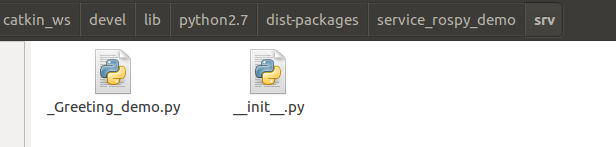 catkin_ws devel lib python2.7 dist-packages service_rospy_demo srv
_Greeting_demo.py __init__.py